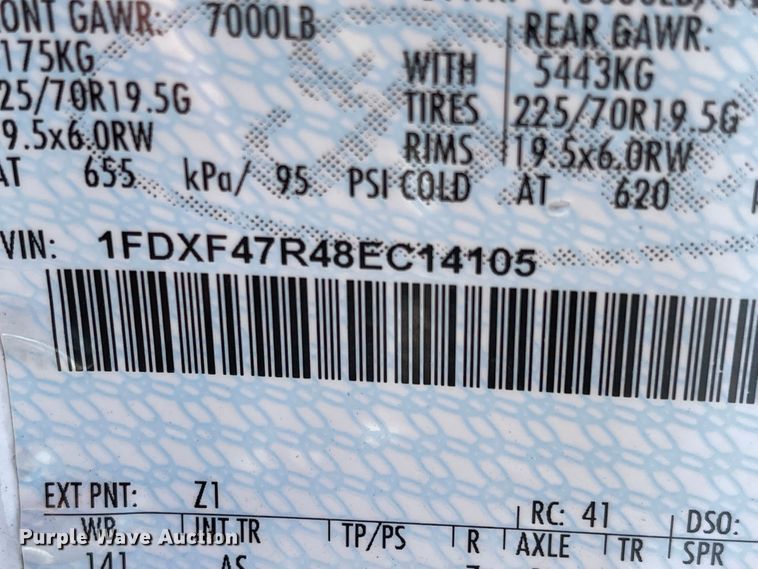 ONT GAWR: 7000LB
REAR GAWR:
175KG WITH 5443KG
25/70R19.5G TIRES 225/70R19.5G
9.5x6.0RW RIMS 19.5x6.0RW
AT 655 kPa/ 95 PSI COLD AT 620
VIN: 1FDXF47R48EC14105
EXT PNT: Z1 RC: 41 DSO:
WB INT TR TP/PS R AXLE TR SPR
141 AS
Purple Wave Auction